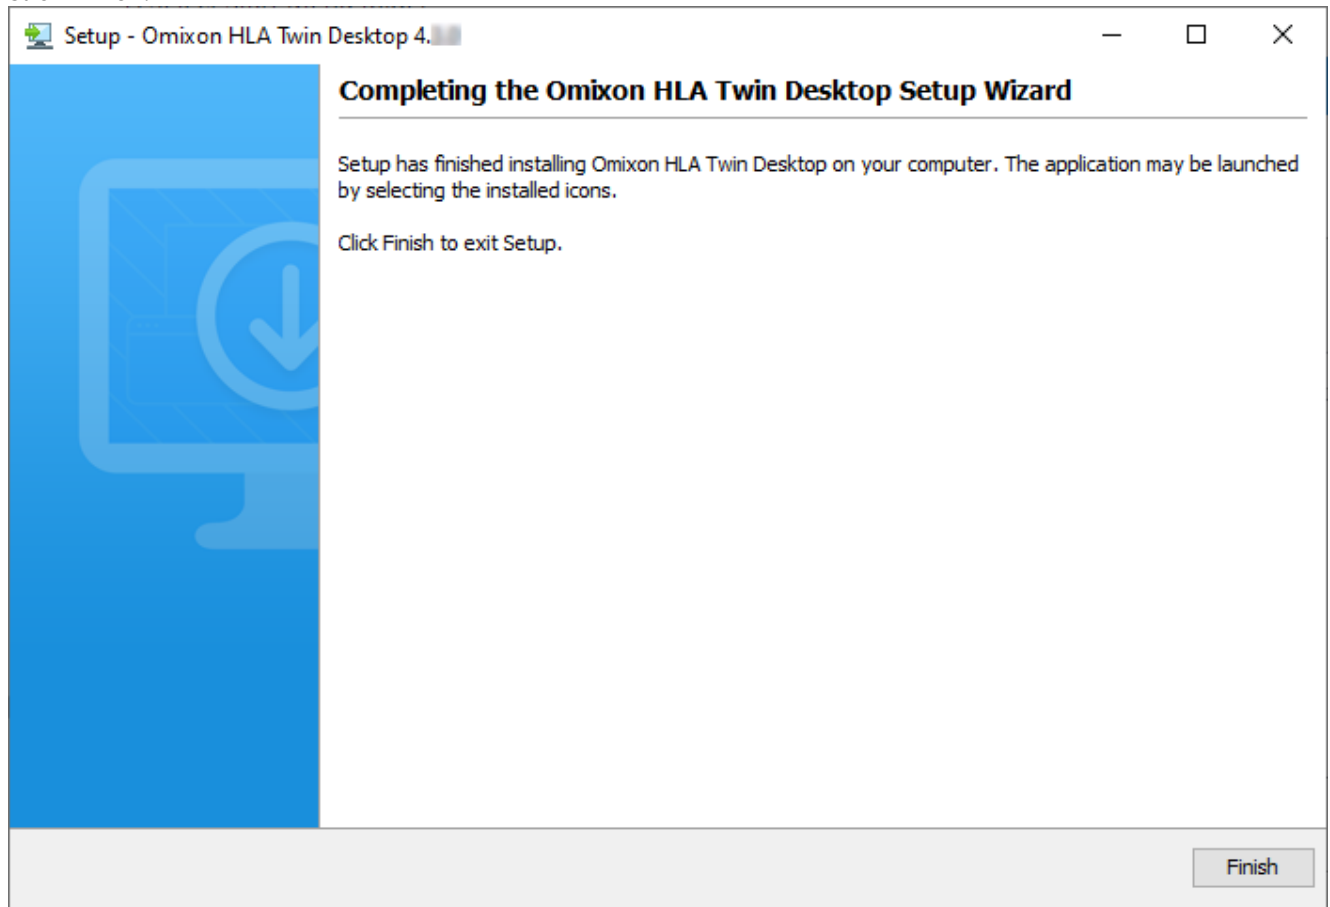 Setup - Omixon HLA Twin Desktop 4.
Completing the Omixon HLA Twin Desktop Setup Wizard
Setup has finished installing Omixon HLA Twin Desktop on your computer. The application may be launched
by selecting the installed icons.
Click Finish to exit Setup.
Finish